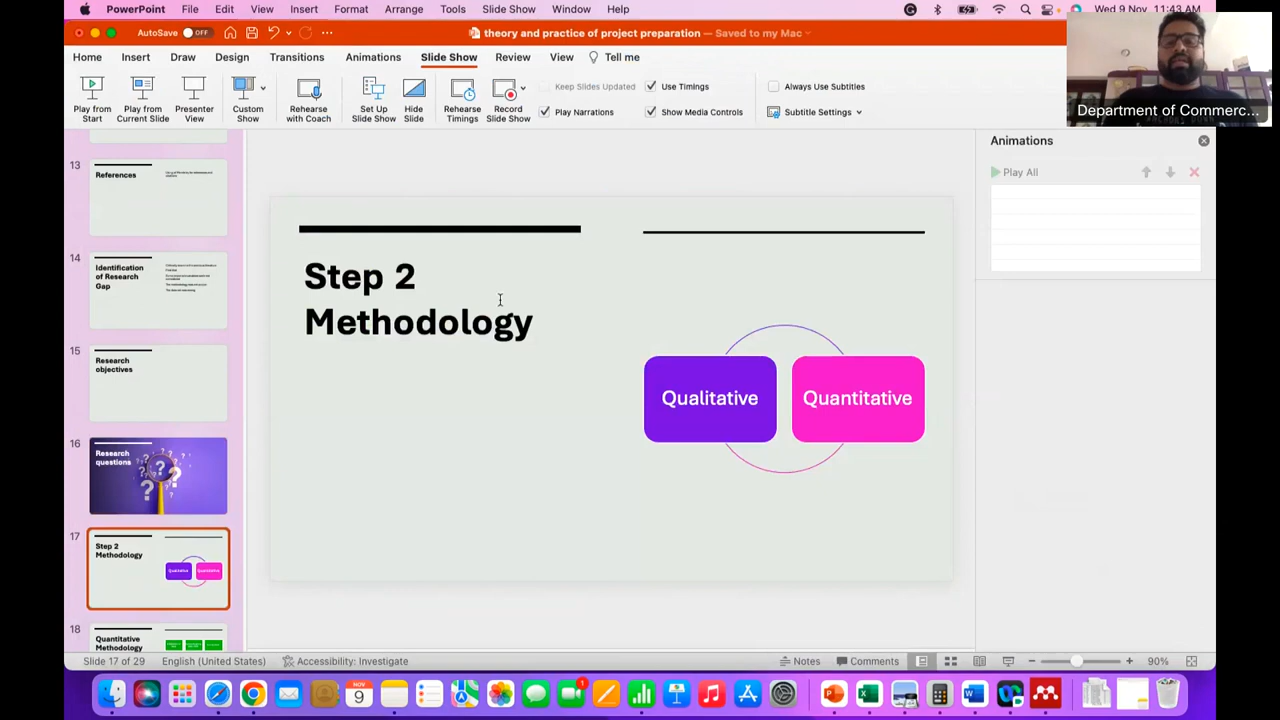 PowerPoint File Edit View Insert Format Arrange Tools Slide Show Window Help
Wed 9 Nov 11:43 AM
AutoSave OFF
theory and practice of project preparation — Saved to my Mac
Home Insert Draw Design Transitions Animations Slide Show Review View Tell me
Play from Start
Play from Current Slide
Presenter View
Custom Show
Rehearse with Coach
Set Up Slide Show
Hide Slide
Rehearse Timings
Record Slide Show
Keep Slides Updated
Use Timings
Play Narrations
Show Media Controls
Always Use Subtitles
Subtitle Settings
Department of Commerc...
13
References
14
Identification
of Research
Gap
15
Research
objectives
16
Research
questions
17
Step 2
Methodology
Qualitative Quantitative
18
Quantitative
Methodology
Step 2
Methodology
Qualitative
Quantitative
Animations
Play All
Slide 17 of 29 English (United States) Accessibility: Investigate
Notes Comments 90%
NOV
9
1